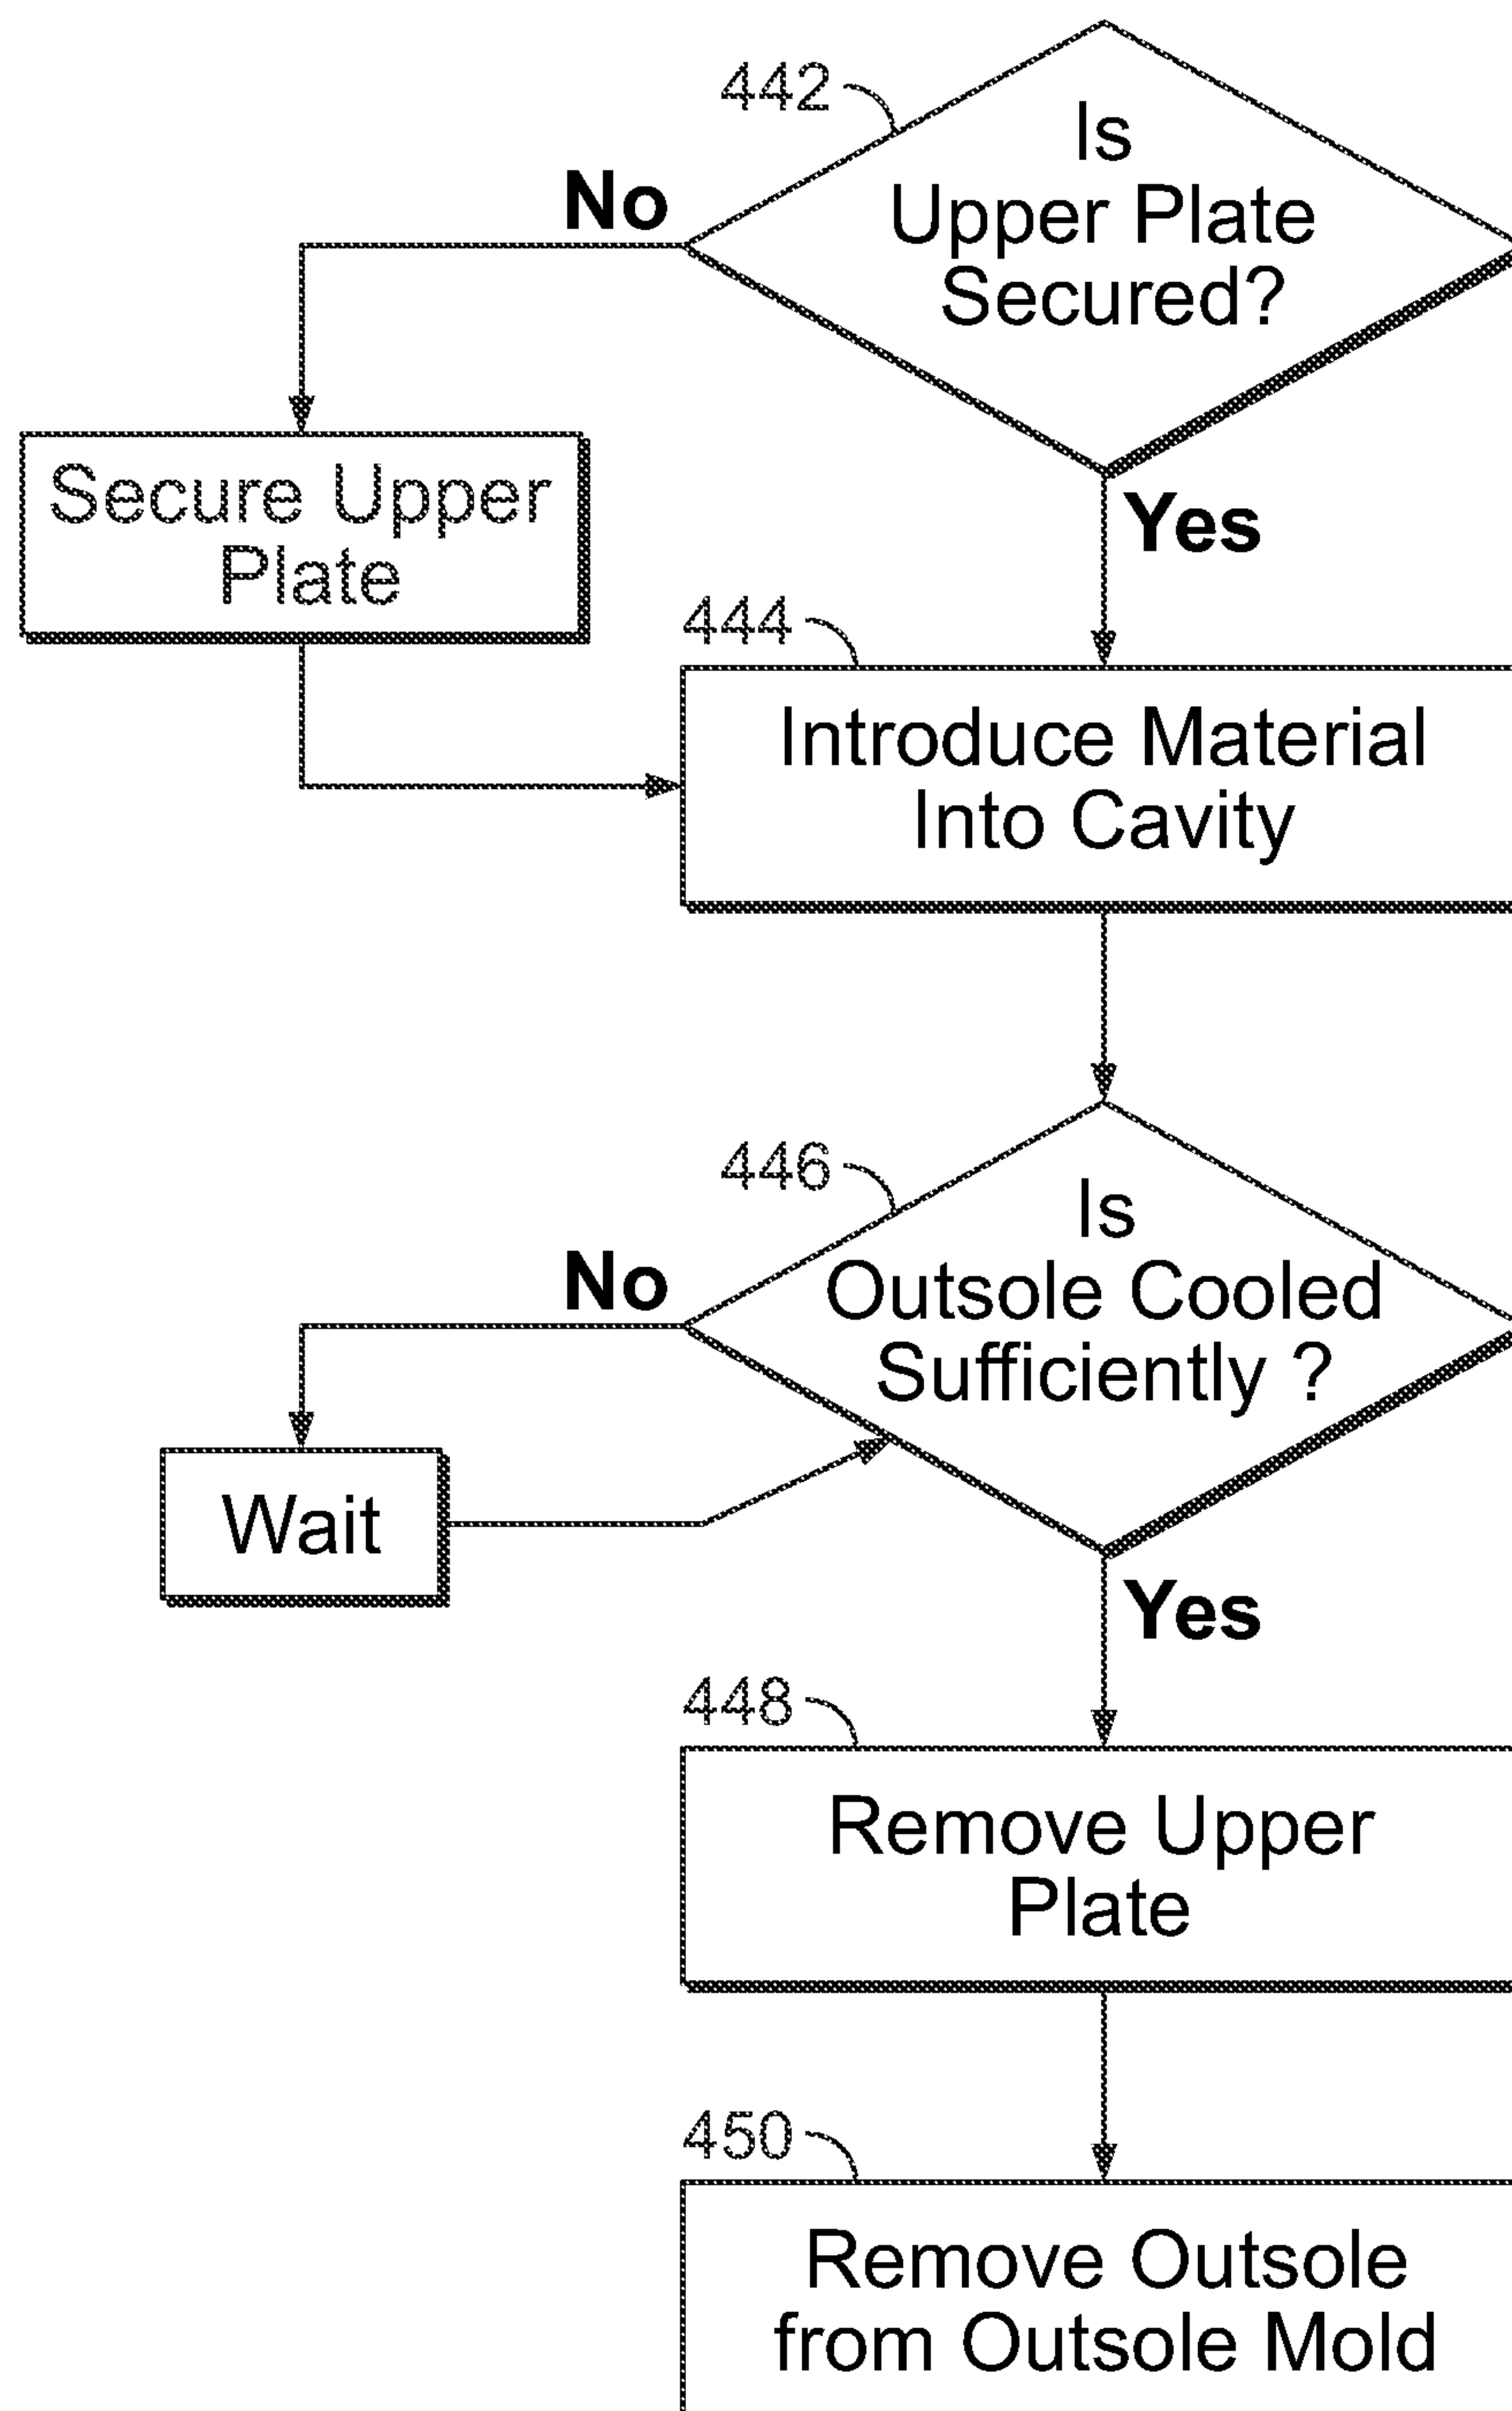 442
Is
Upper Plate
Secured?
No
Yes
Secure Upper
Plate
444
Introduce Material
Into Cavity
446
Is
Outsole Cooled
Sufficiently ?
No
Wait
Yes
448
Remove Upper
Plate
450
Remove Outsole
from Outsole Mold